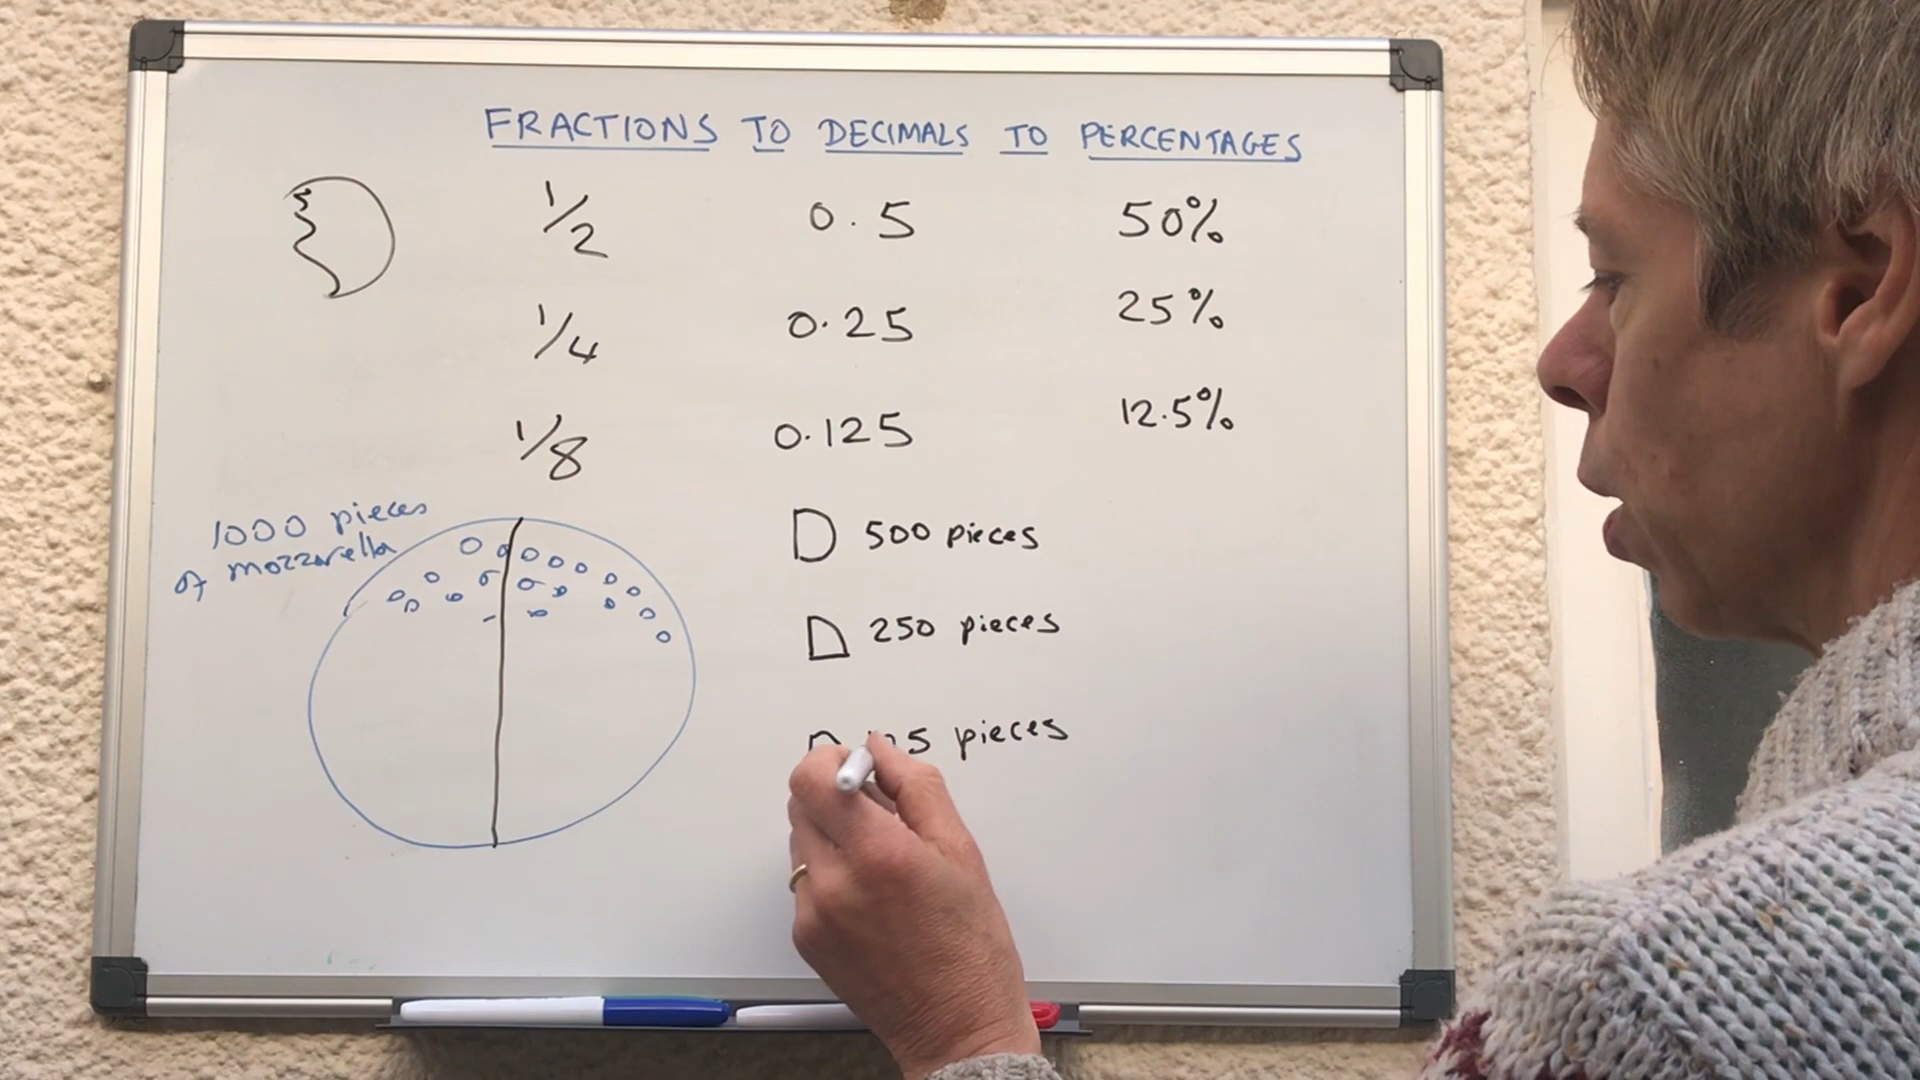 FRACTIONS TO DECIMALS TO PERCENTAGES
1/2 0.5 50%
1/4 0.25 25%
1/8 0.125 12.5%
1000 pieces
of mozzarella
500 pieces
250 pieces
pieces